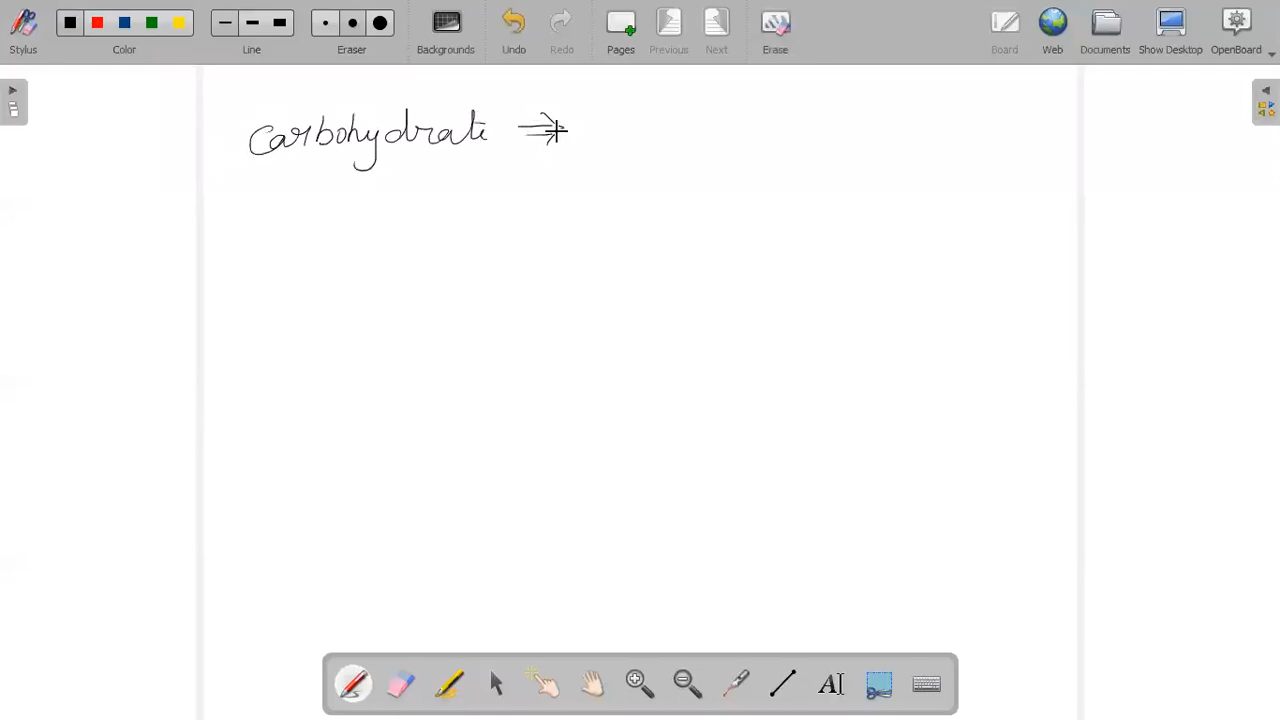 Stylus Color Line Eraser Backgrounds Undo Redo Pages Previous Next Erase Board Web Documents Show Desktop OpenBoard
carbohydrate ⇒